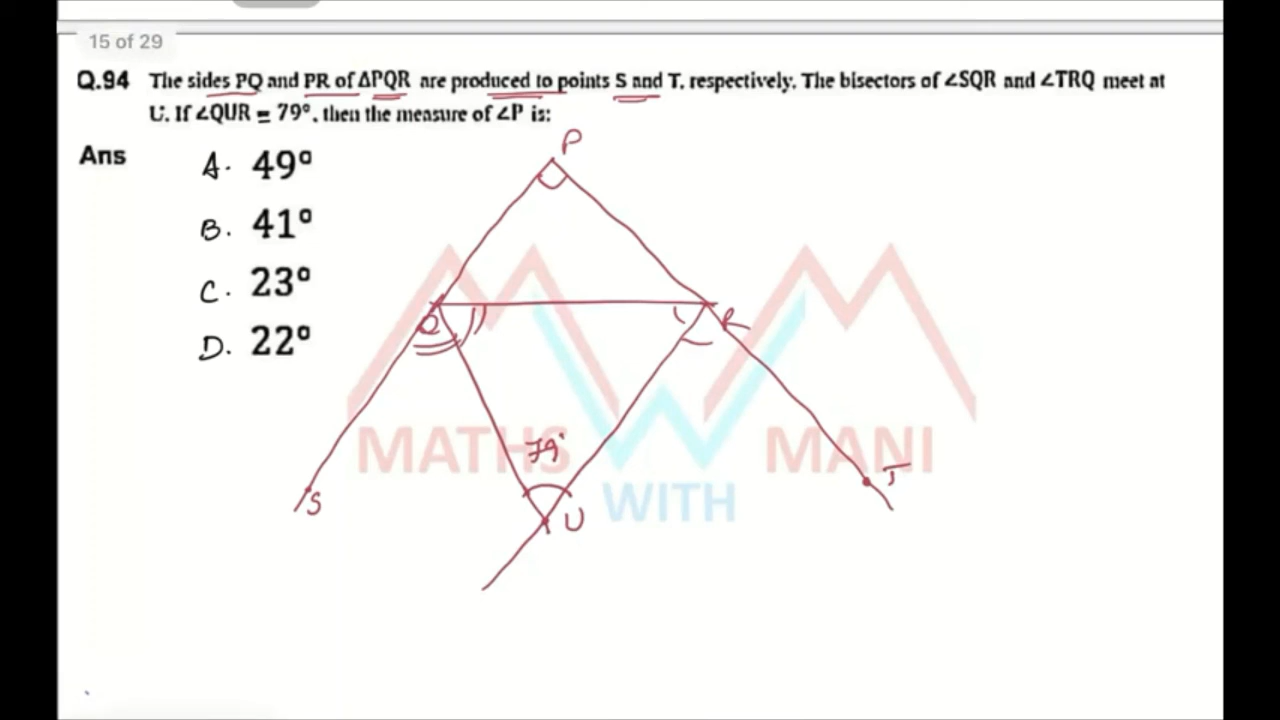 15 of 29
Q.94 The sides PQ and PR of ΔPQR are produced to points S and T. respectively. The bisectors of ∠SQR and ∠TRQ meet at
U. If ∠QUR = 79°, then the measure of ∠P is:
Ans
A. 49°
B. 41°
C. 23°
D. 22°
P
Q
R
79°
S
T
U
MATHS
WITH
MANI